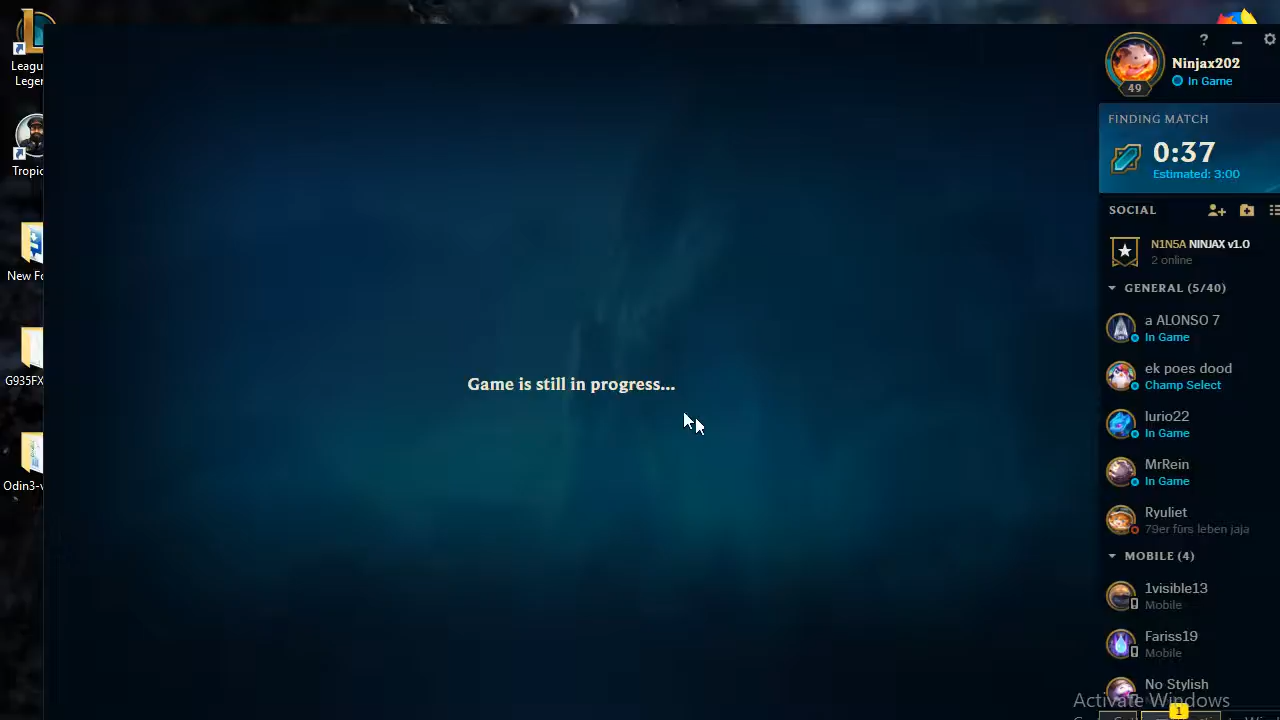 Leagu
Legen
Tropic
New Fo
G935FX
Odin3-v
Game is still in progress...
?
Ninjax202
49
In Game
FINDING MATCH
0:37
Estimated: 3:00
SOCIAL
N1N5A NINJAX v1.0
2 online
GENERAL (5/40)
a ALONSO 7
In Game
ek poes dood
Champ Select
lurio22
In Game
MrRein
In Game
Ryuliet
79er fürs leben jaja
MOBILE (4)
1visible13
Mobile
Fariss19
Mobile
No Stylish
Activate Windows
1